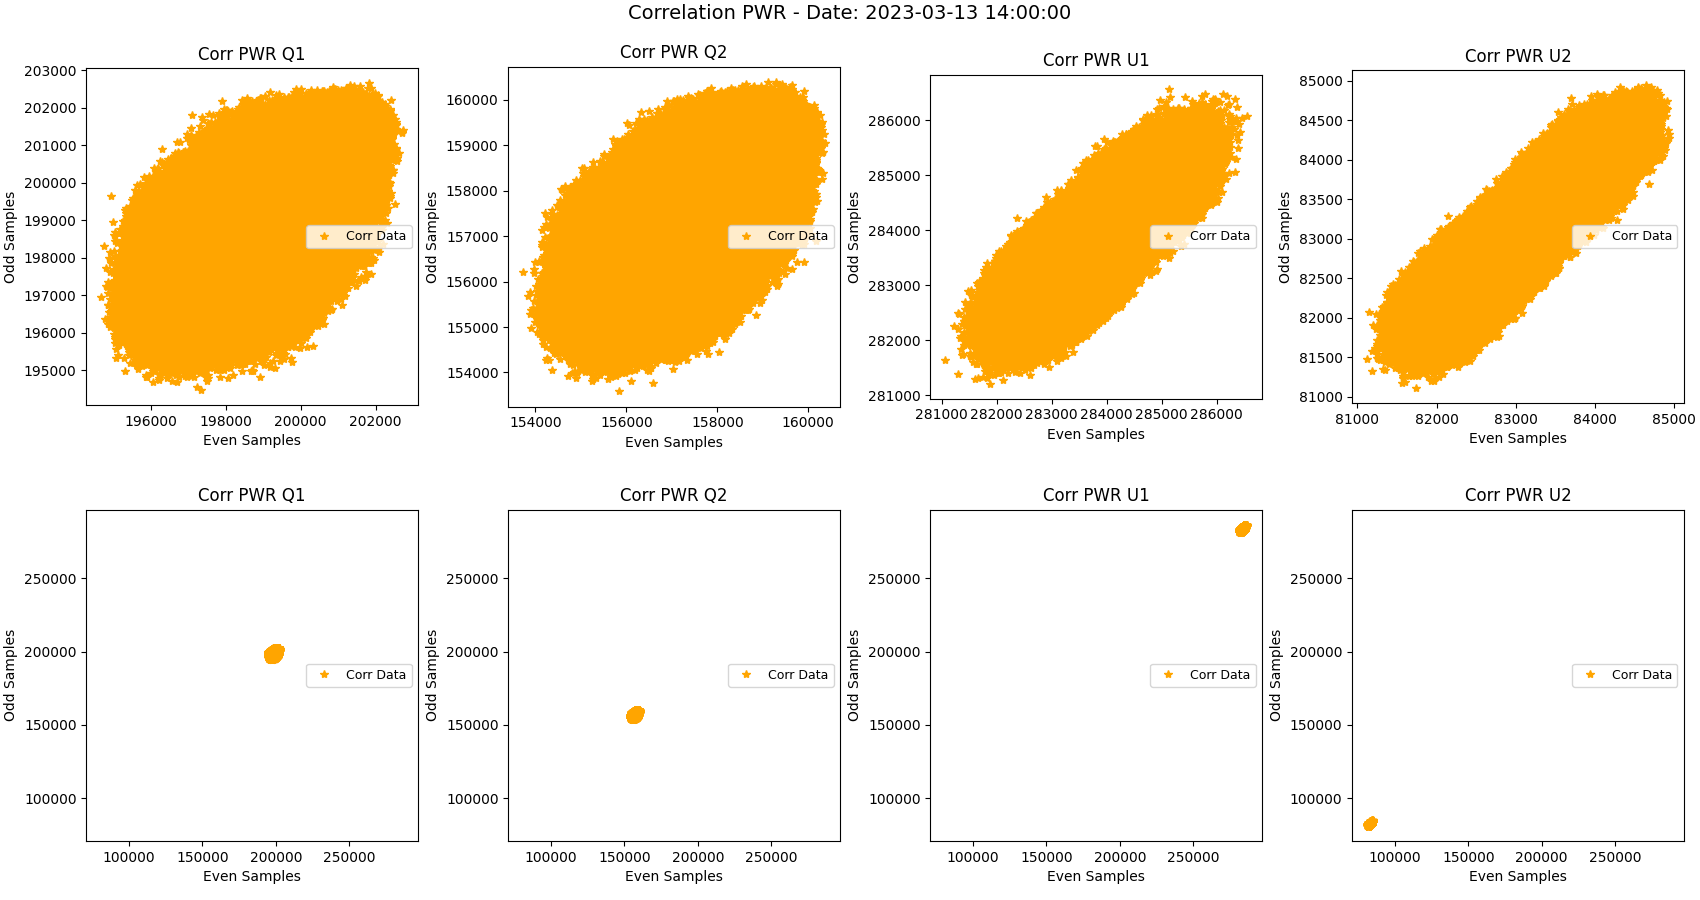 Correlation PWR - Date: 2023-03-13 14:00:00
Corr PWR Q1
203000
202000
201000
200000
199000
198000
197000
196000
195000
Odd Samples
Corr Data
196000 198000 200000 202000
Even Samples
Corr PWR Q2
160000
159000
158000
157000
156000
155000
154000
Odd Samples
Corr Data
154000 156000 158000 160000
Even Samples
Corr PWR U1
286000
285000
284000
283000
282000
281000
Odd Samples
Corr Data
281000 282000 283000 284000 285000 286000
Even Samples
Corr PWR U2
85000
84500
84000
83500
83000
82500
82000
81500
81000
Odd Samples
Corr Data
81000 82000 83000 84000 85000
Even Samples
Corr PWR Q1
250000
200000
150000
100000
Odd Samples
Corr Data
100000 150000 200000 250000
Even Samples
Corr PWR Q2
250000
200000
150000
100000
Odd Samples
Corr Data
100000 150000 200000 250000
Even Samples
Corr PWR U1
250000
200000
150000
100000
Odd Samples
Corr Data
100000 150000 200000 250000
Even Samples
Corr PWR U2
250000
200000
150000
100000
Odd Samples
Corr Data
100000 150000 200000 250000
Even Samples